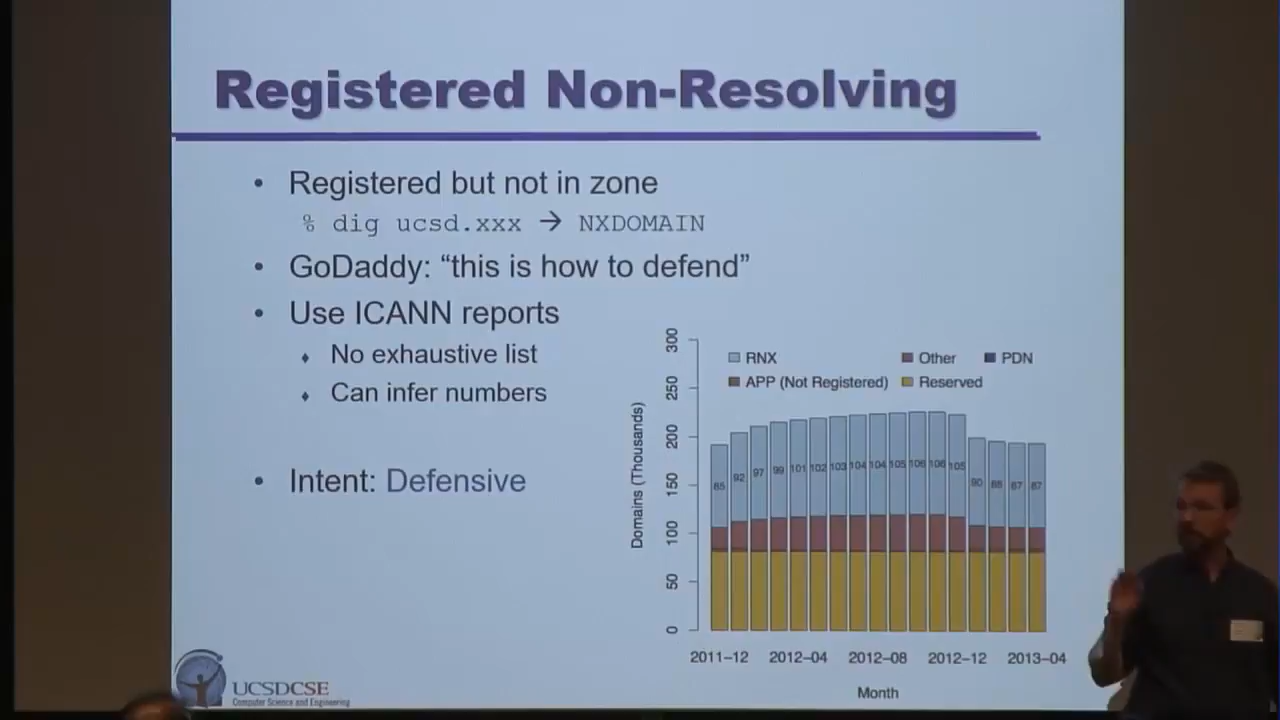 Registered Non-Resolving
• Registered but not in zone
% dig ucsd.xxx → NXDOMAIN
• GoDaddy: “this is how to defend”
• Use ICANN reports
♦ No exhaustive list
♦ Can infer numbers
• Intent: Defensive
RNX Other PDN
APP (Not Registered) Reserved
Domains (Thousands)
300
250
200
150
100
50
0
85 92 97 99 101 102 103 104 104 105 106 106 105 90 88 87 87
2011–12 2012–04 2012–08 2012–12 2013–04
Month
UCSDCSE
Computer Science and Engineering